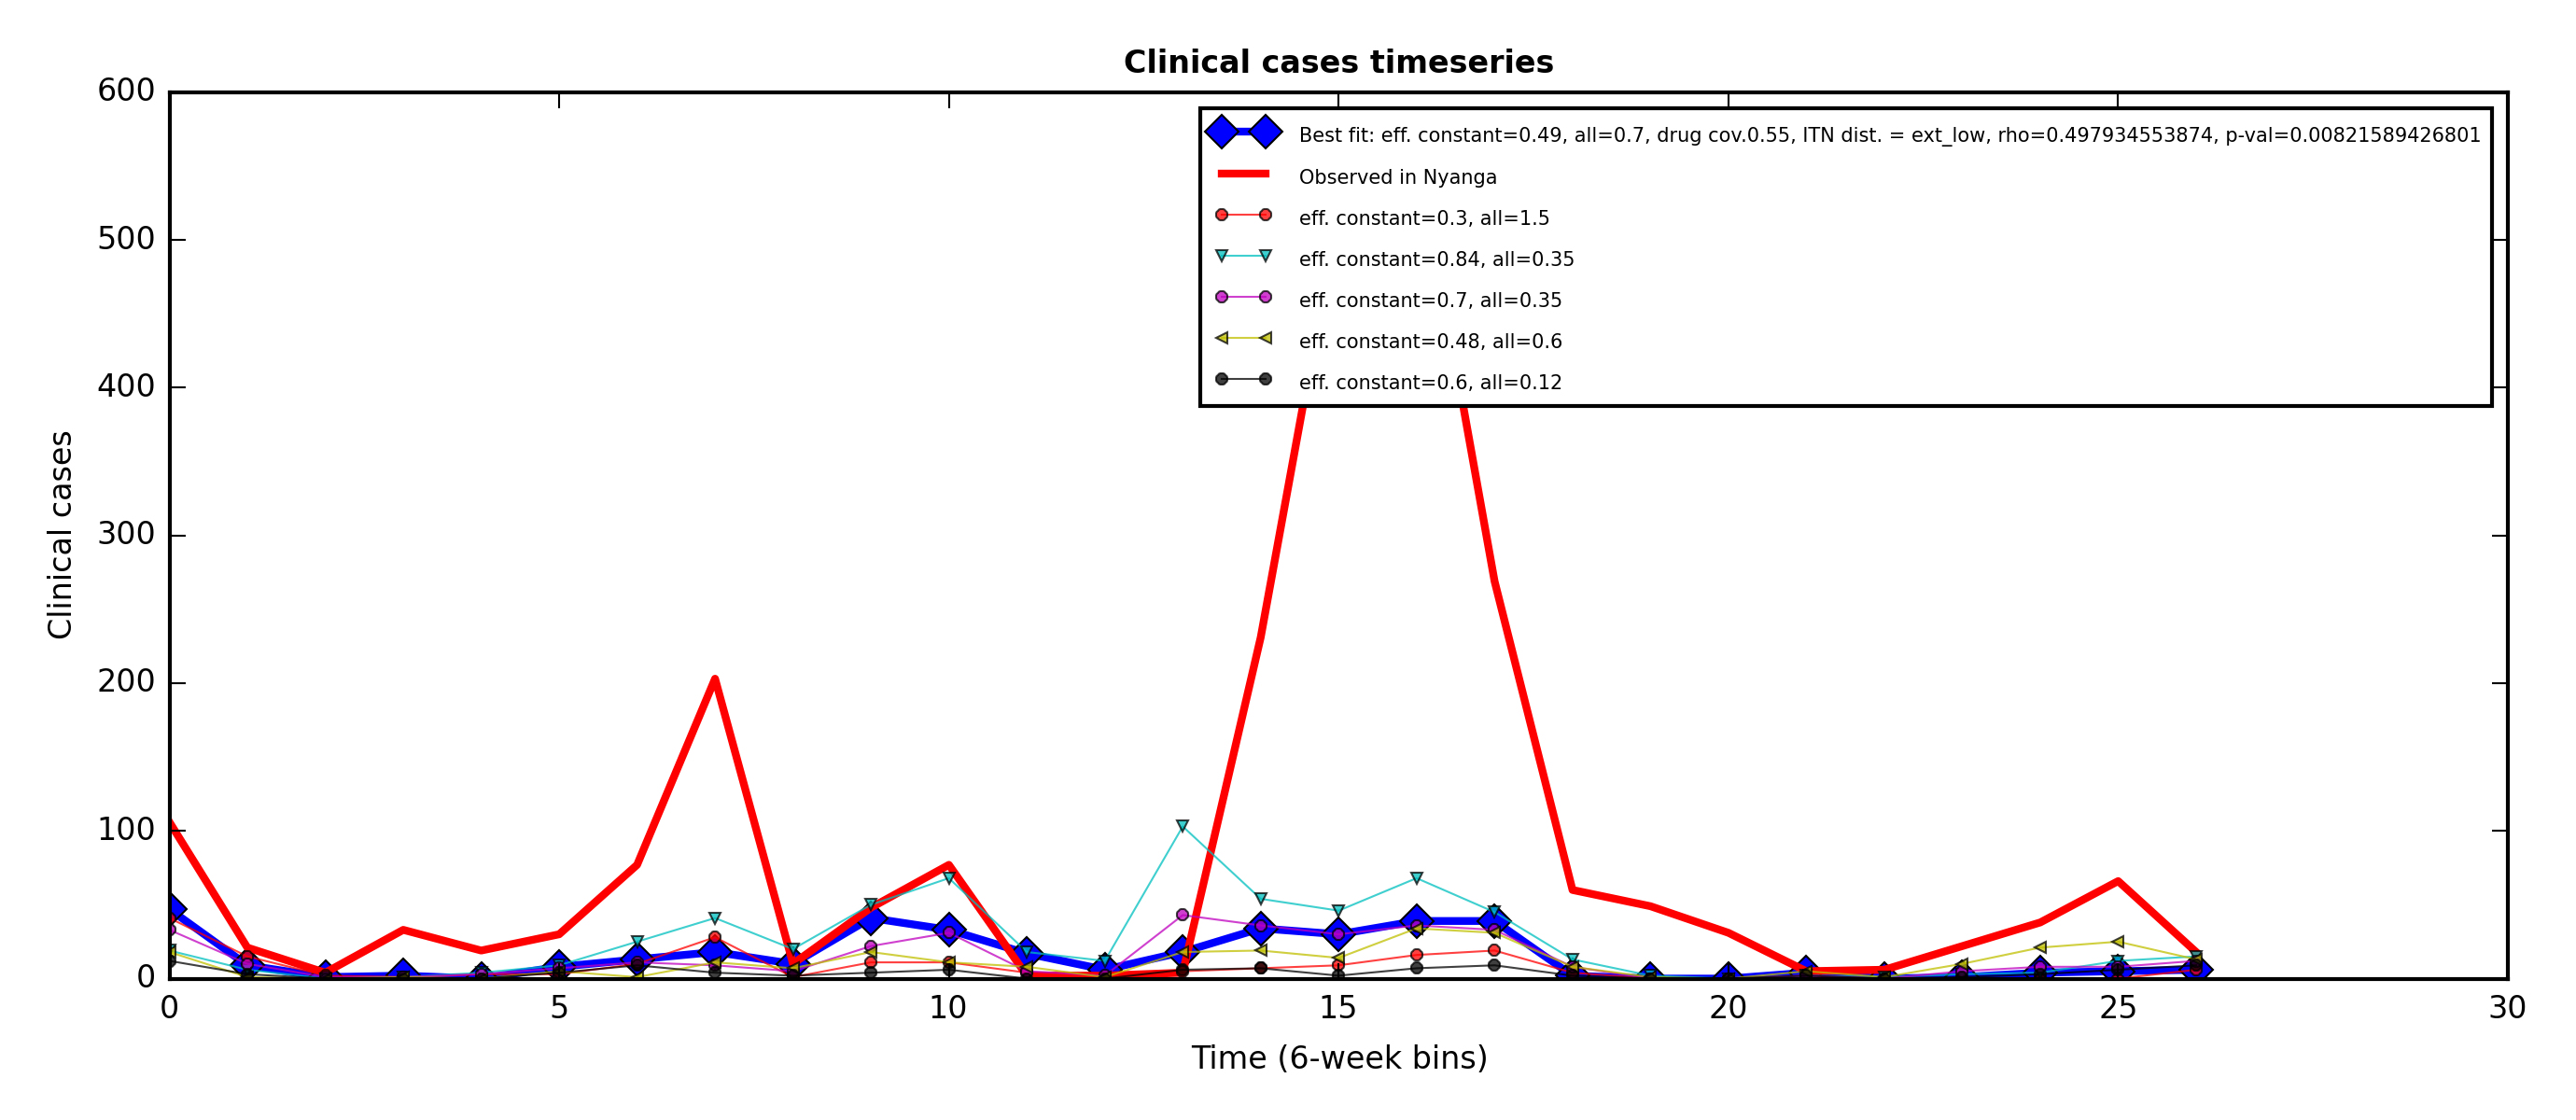 Clinical cases timeseries
600
500
400
300
200
100
0
Clinical cases
Best fit: eff. constant=0.49, all=0.7, drug cov.0.55, ITN dist. = ext_low, rho=0.497934553874, p-val=0.00821589426801
Observed in Nyanga
eff. constant=0.3, all=1.5
eff. constant=0.84, all=0.35
eff. constant=0.7, all=0.35
eff. constant=0.48, all=0.6
eff. constant=0.6, all=0.12
0 5 10 15 20 25 30
Time (6-week bins)